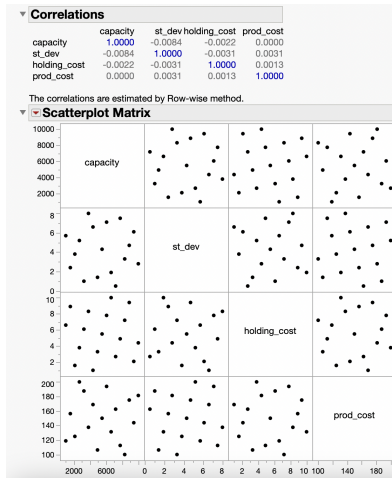 Correlations
capacity st_dev holding_cost prod_cost
capacity 1.0000 -0.0084 -0.0022 0.0000
st_dev -0.0084 1.0000 -0.0031 0.0031
holding_cost -0.0022 -0.0031 1.0000 0.0013
prod_cost 0.0000 0.0031 0.0013 1.0000
The correlations are estimated by Row-wise method.
Scatterplot Matrix
10000
8000
6000
4000
2000
capacity
8
6
4
2
0
st_dev
10
8
6
4
2
holding_cost
200
180
160
140
120
100
prod_cost
2000 6000 0 2 4 6 8 2 4 6 8 10 100 140 180